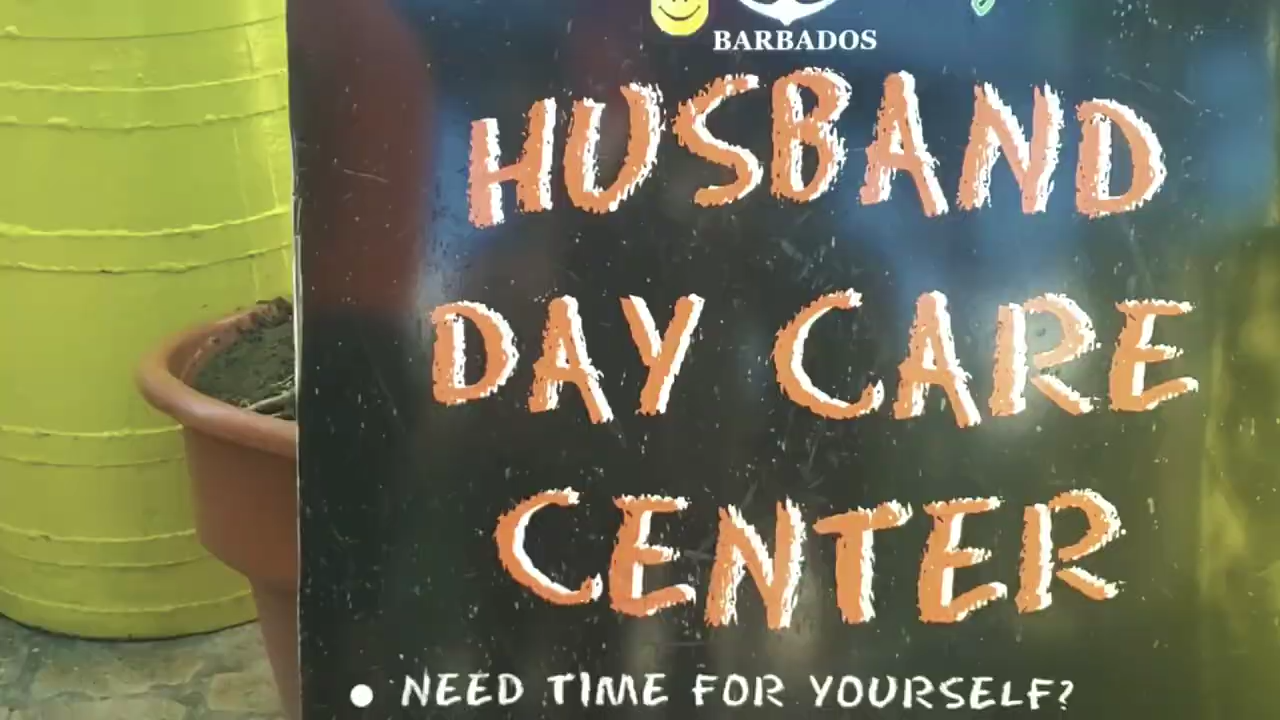 BARBADOS
HUSBAND
DAY CARE
CENTER
• NEED TIME FOR YOURSELF?